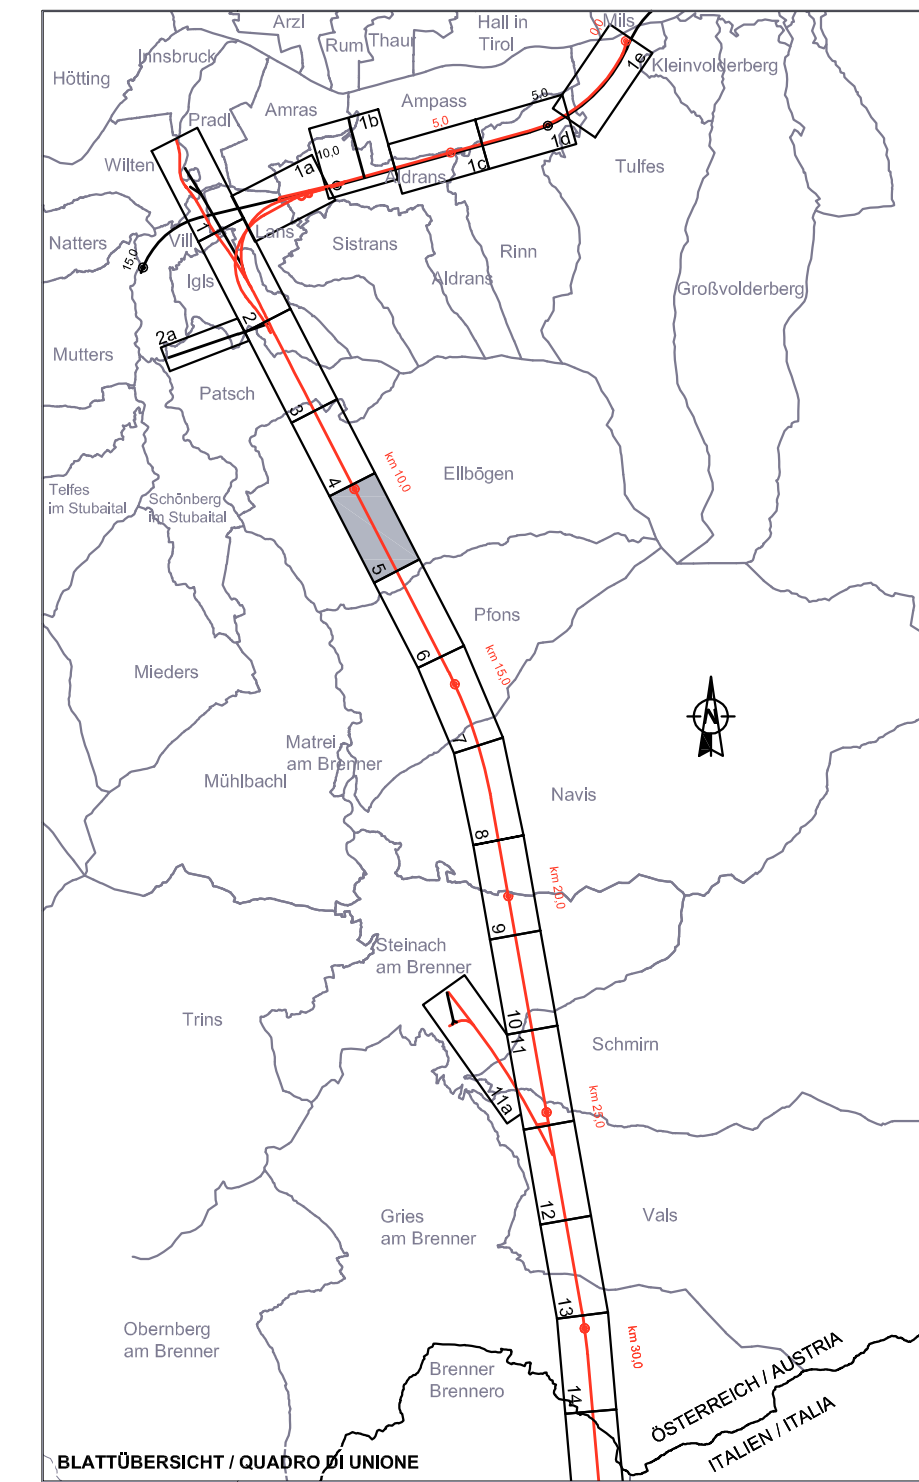 Arzl
Hall in
Tirol
Mils
Rum
Thaur
0,0
Innsbruck
Hötting
Kleinvolderberg
1e
Amras
Ampass
5,0
5,0
Pradl
1b
10,0
1d
Wilten
1a
Aldrans
1c
Tulfes
Natters
1
Vill
Lans
Sistrans
Rinn
15,0
Igls
Aldrans
Großvolderberg
2
2a
Mutters
Patsch
3
Ellbögen
km 10,0
4
Telfes
im Stubaital
Schönberg
im Stubaital
5
Pfons
6
km 15,0
Mieders
N
Matrei
am Brenner
7
Mühlbachl
Navis
8
km 20,0
9
Steinach
am Brenner
Trins
10
11
Schmirn
11a
km 25,0
Gries
am Brenner
12
Vals
13
Obernberg
am Brenner
km 30,0
Brenner
Brennero
14
ÖSTERREICH / AUSTRIA
ITALIEN / ITALIA
BLATTÜBERSICHT / QUADRO DI UNIONE